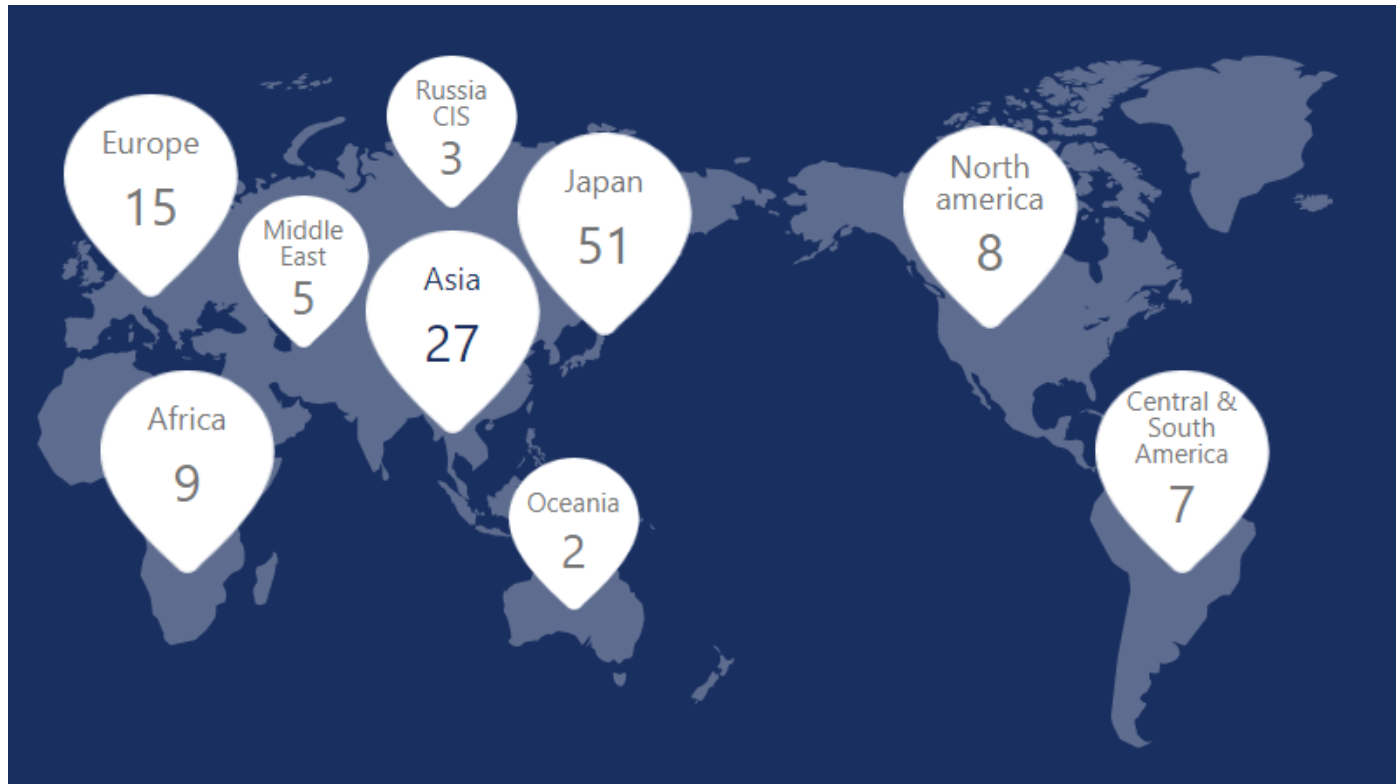 Russia
CIS
3
Europe
15
Japan
51
North
america
8
Middle
East
5
Asia
27
Africa
9
Central &
South
America
7
Oceania
2